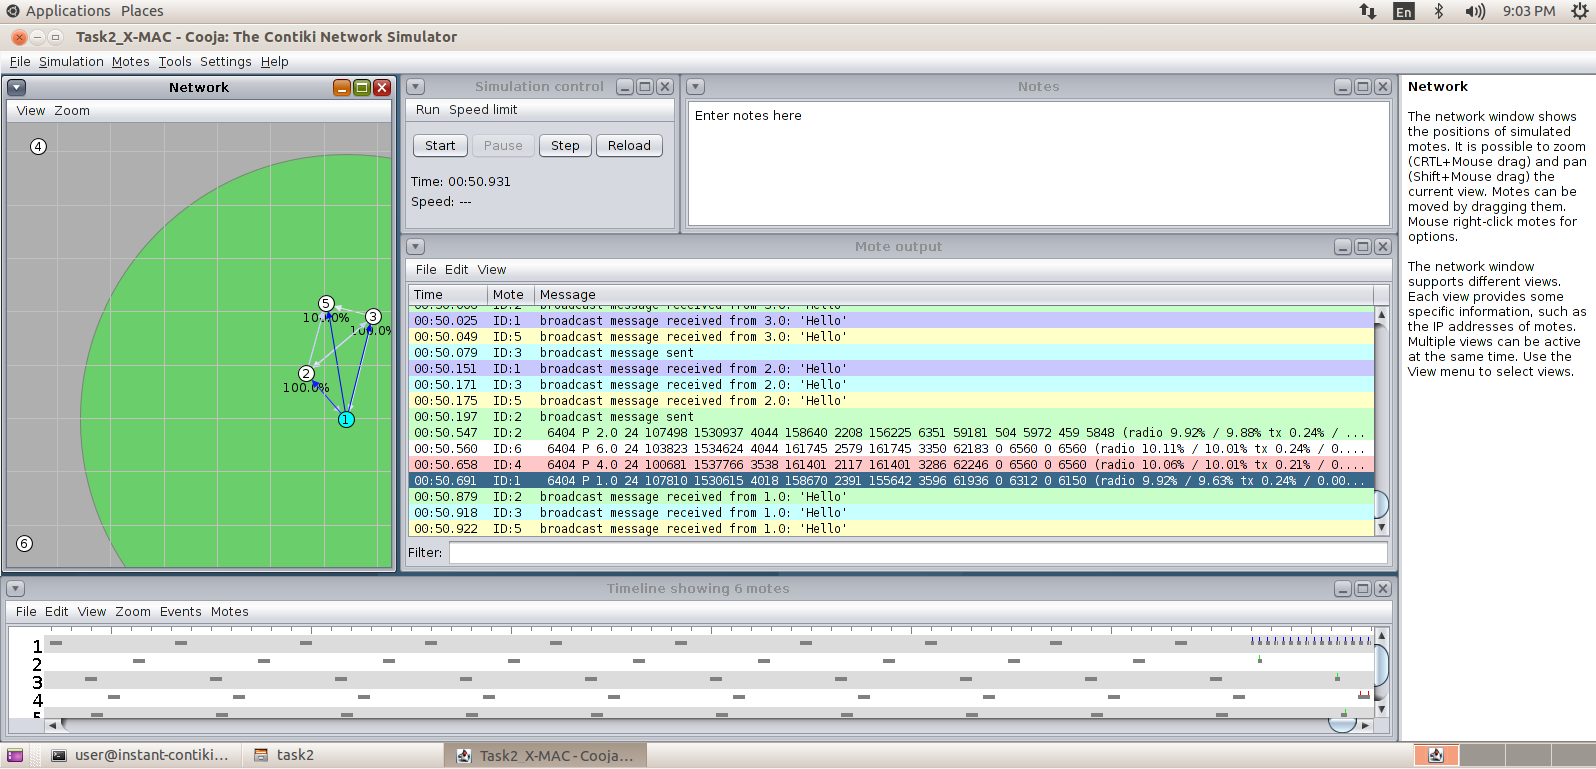 Applications Places
En 9:03 PM
Task2_X-MAC - Cooja: The Contiki Network Simulator
File Simulation Motes Tools Settings Help
Network
View Zoom
4
5
100.0%
3
100.0%
2
100.0%
1
6
Simulation control
Run Speed limit
Start Pause Step Reload
Time: 00:50.931
Speed: ---
Notes
Enter notes here
Mote output
File Edit View
Time Mote Message
00:50.025 ID:1 broadcast message received from 3.0: 'Hello'
00:50.049 ID:5 broadcast message received from 3.0: 'Hello'
00:50.079 ID:3 broadcast message sent
00:50.151 ID:1 broadcast message received from 2.0: 'Hello'
00:50.171 ID:3 broadcast message received from 2.0: 'Hello'
00:50.175 ID:5 broadcast message received from 2.0: 'Hello'
00:50.197 ID:2 broadcast message sent
00:50.547 ID:2 6404 P 2.0 24 107498 1530937 4044 158640 2208 156225 6351 59181 504 5972 459 5848 (radio 9.92% / 9.88% tx 0.24% / ...
00:50.560 ID:6 6404 P 6.0 24 103823 1534624 4044 161745 2579 161745 3350 62183 0 6560 0 6560 (radio 10.11% / 10.01% tx 0.24% / 0....
00:50.658 ID:4 6404 P 4.0 24 100681 1537766 3538 161401 2117 161401 3286 62246 0 6560 0 6560 (radio 10.06% / 10.01% tx 0.21% / 0....
00:50.691 ID:1 6404 P 1.0 24 107810 1530615 4018 158670 2391 155642 3596 61936 0 6312 0 6150 (radio 9.92% / 9.63% tx 0.24% / 0.00...
00:50.879 ID:2 broadcast message received from 1.0: 'Hello'
00:50.918 ID:3 broadcast message received from 1.0: 'Hello'
00:50.922 ID:5 broadcast message received from 1.0: 'Hello'
Filter:
Network
The network window shows
the positions of simulated
motes. It is possible to zoom
(CRTL+Mouse drag) and pan
(Shift+Mouse drag) the
current view. Motes can be
moved by dragging them.
Mouse right-click motes for
options.
The network window
supports different views.
Each view provides some
specific information, such as
the IP addresses of motes.
Multiple views can be active
at the same time. Use the
View menu to select views.
Timeline showing 6 motes
File Edit View Zoom Events Motes
1
2
3
4
5
user@instant-contiki... task2 Task2_X-MAC - Cooja...